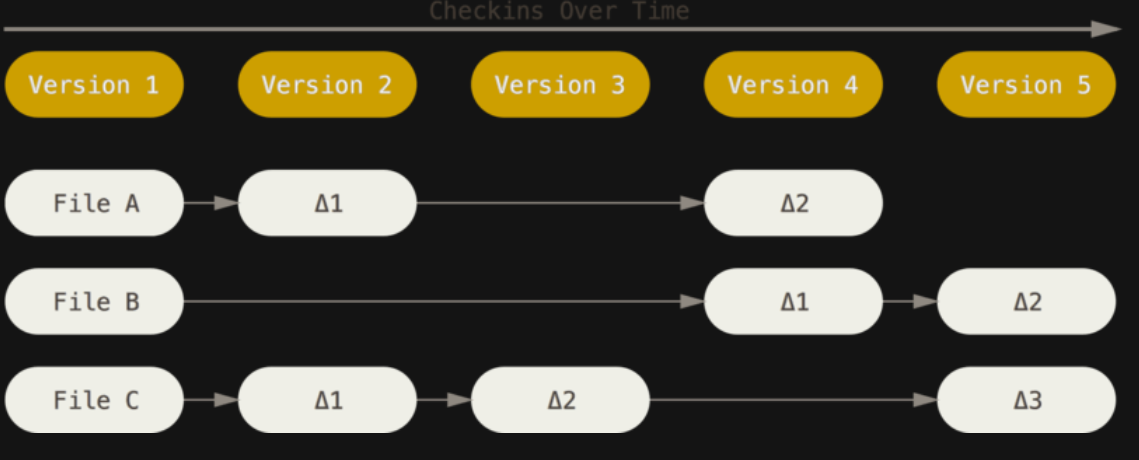 Checkins Over Time
Version 1 Version 2 Version 3 Version 4 Version 5
File A Δ1 Δ2
File B Δ1 Δ2
File C Δ1 Δ2 Δ3